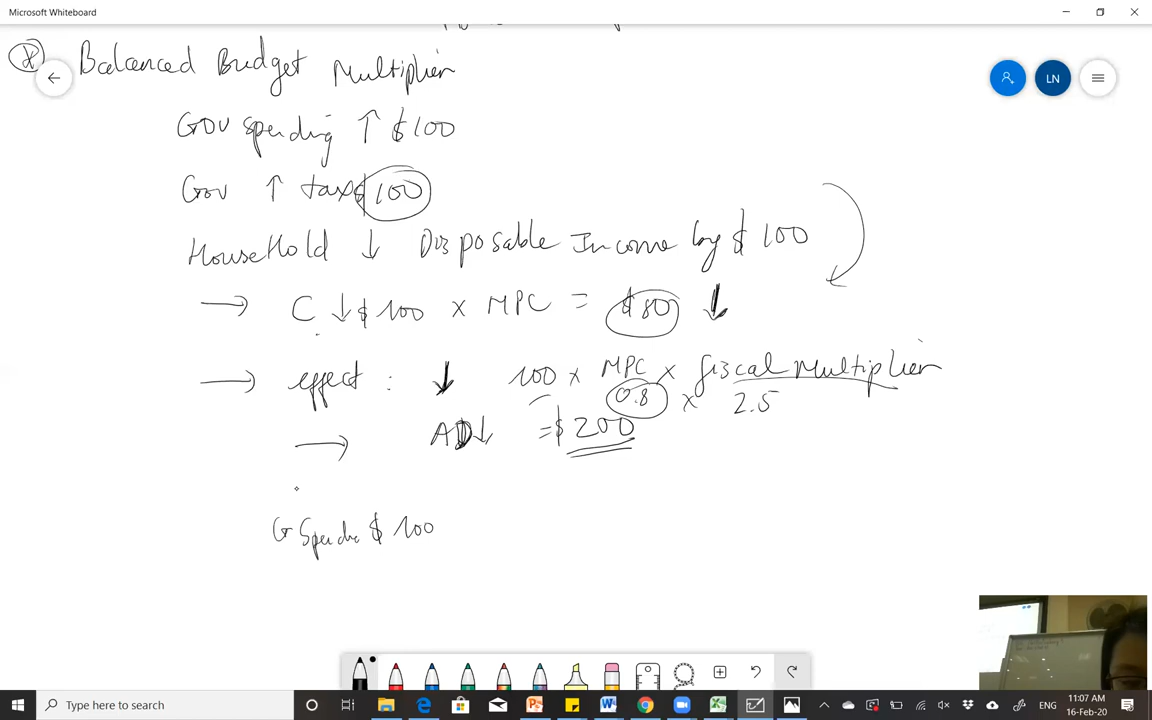 Microsoft Whiteboard
Balanced Budget Multiplier
LN
Gov spending ↑ $100
Gov ↑ tax $100
Household ↓ Disposable Income by $100
→ C ↓ $100 x MPC = $80 ↓
→ effect : ↓ 100 x MPC x fiscal Multiplier
0.8 x 2.5
→ AD↓ = $200
G Spends $100
Type here to search
ENG
11:07 AM
16-Feb-20